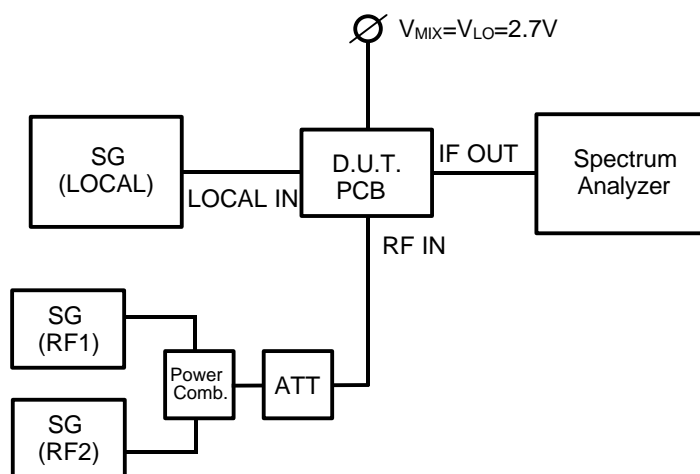 V_MIX=V_LO=2.7V
SG
(LOCAL)
LOCAL IN
D.U.T.
PCB
IF OUT
Spectrum
Analyzer
RF IN
SG
(RF1)
Power
Comb.
ATT
SG
(RF2)